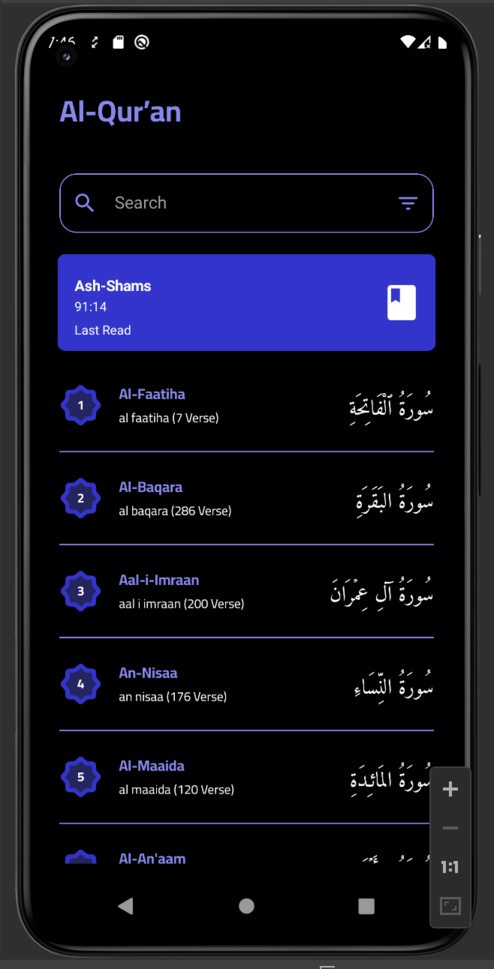 1:46
Al-Qur’an
Search
Ash-Shams
91:14
Last Read
1
Al-Faatiha
al faatiha (7 Verse)
سُورَةُ ٱلْفَاتِحَةِ
2
Al-Baqara
al baqara (286 Verse)
سُورَةُ البَقَرَةِ
3
Aal-i-Imraan
aal i imraan (200 Verse)
سُورَةُ آلِ عِمۡرَانَ
4
An-Nisaa
an nisaa (176 Verse)
سُورَةُ النِّسَاءِ
5
Al-Maaida
al maaida (120 Verse)
سُورَةُ المَائـِدَةِ
Al-An'aam
1:1